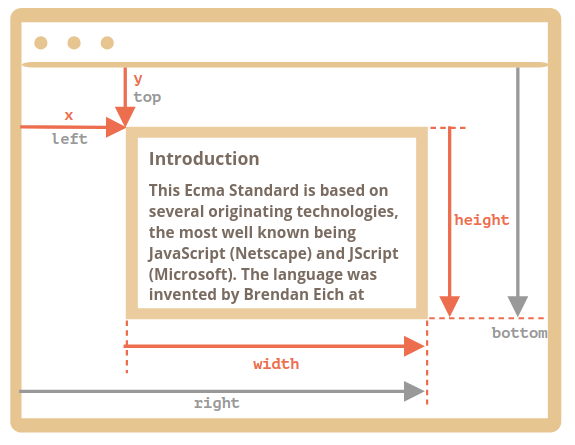 y
top
x
left
Introduction
This Ecma Standard is based on
several originating technologies,
the most well known being
JavaScript (Netscape) and JScript
(Microsoft). The language was
invented by Brendan Eich at
height
bottom
width
right